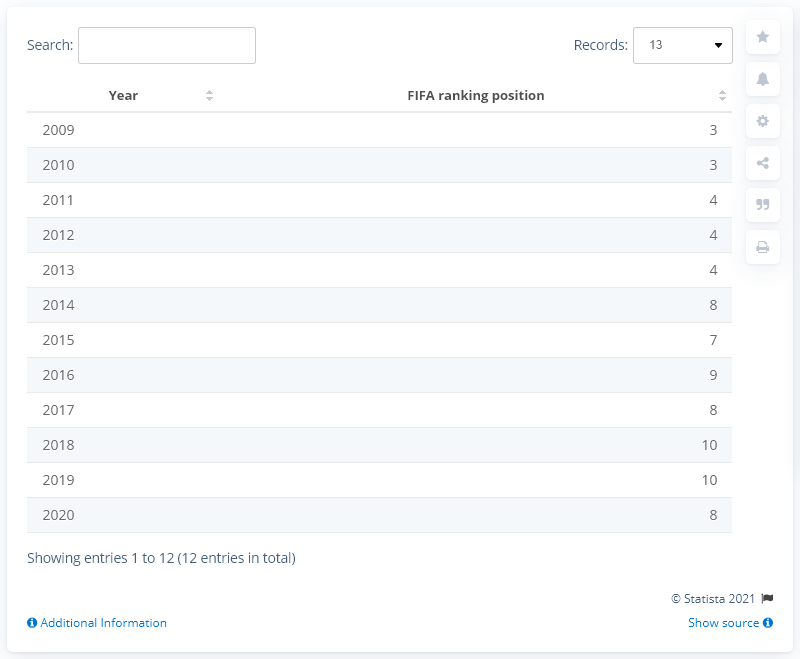 Search:
Records: 13
Year FIFA ranking position
2009 3
2010 3
2011 4
2012 4
2013 4
2014 8
2015 7
2016 9
2017 8
2018 10
2019 10
2020 8
Showing entries 1 to 12 (12 entries in total)
© Statista 2021
Additional Information Show source